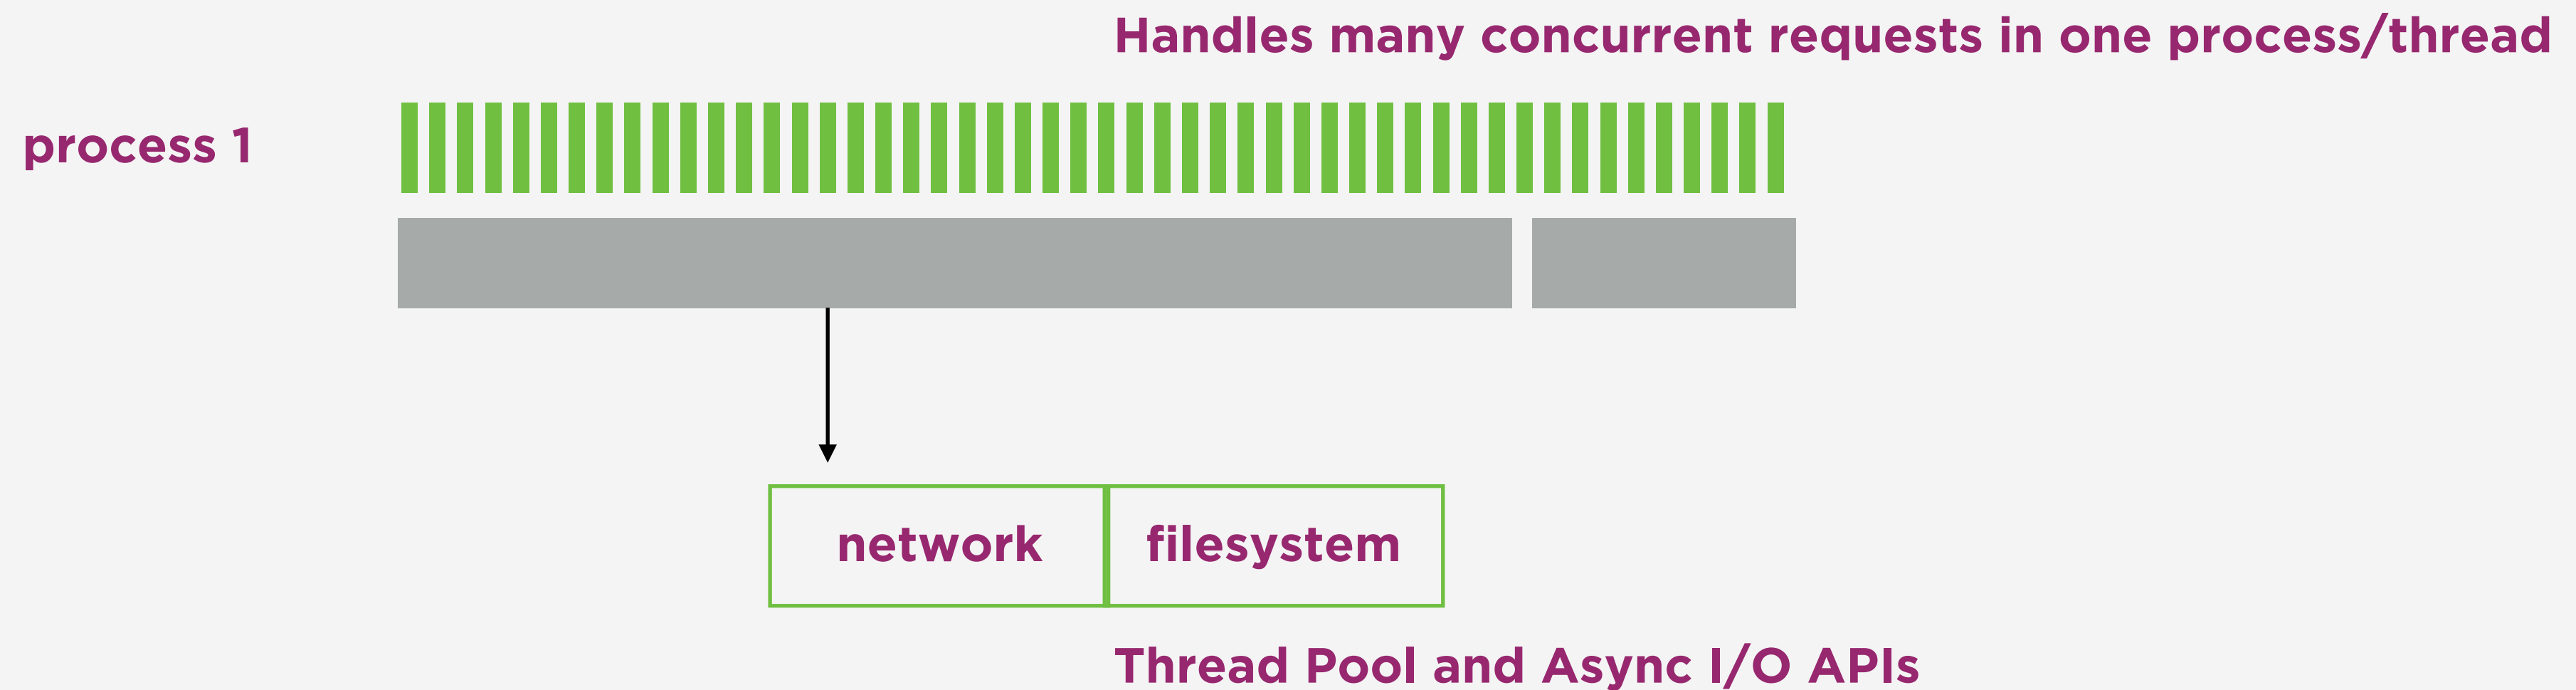 Handles many concurrent requests in one process/thread
process 1
network
filesystem
Thread Pool and Async I/O APIs